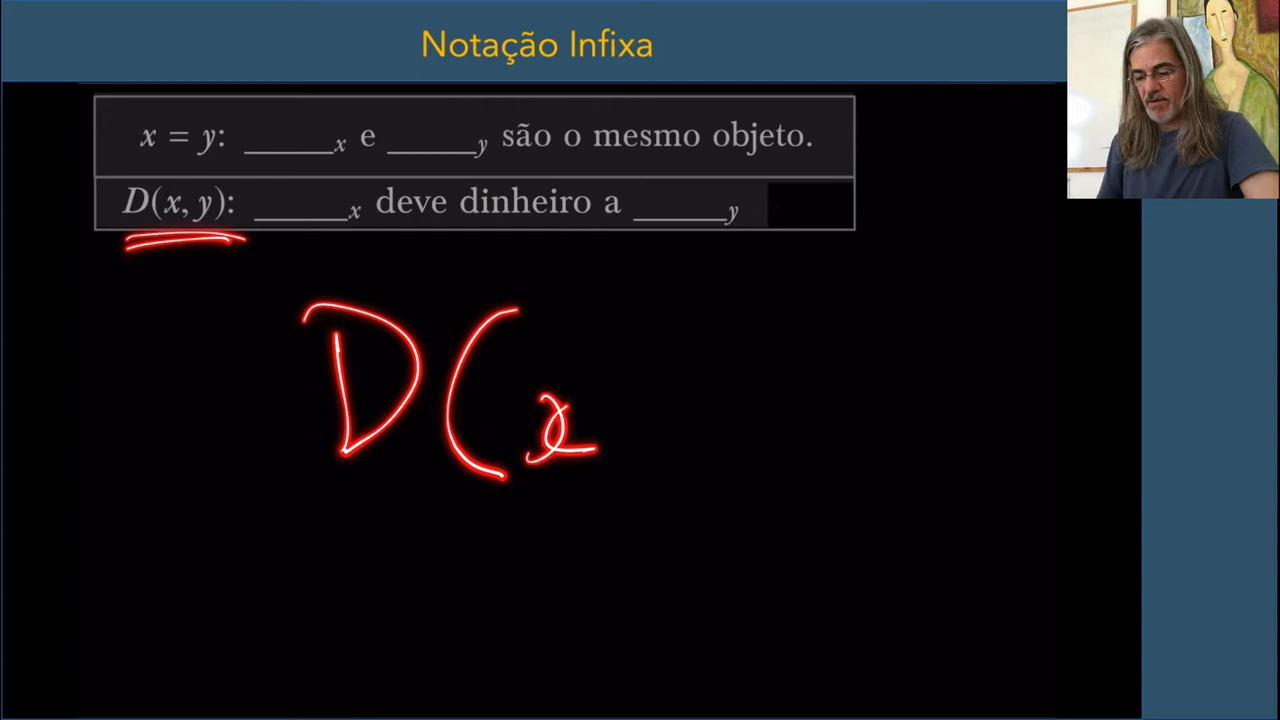 Notação Infixa
x = y: ______x e ______y são o mesmo objeto.
D(x, y): ______x deve dinheiro a ______y
D(x